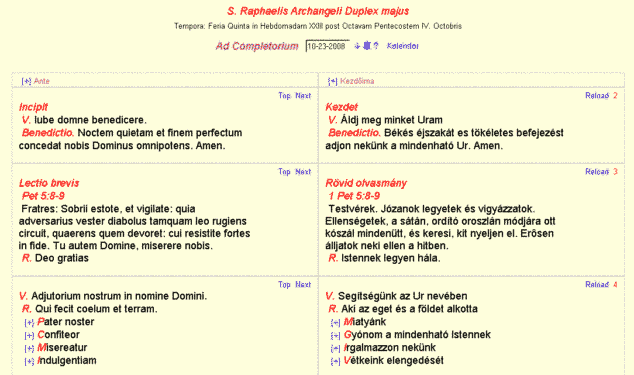 S. Raphaelis Archangeli Duplex majus
Tempora: Feria Quinta in Hebdomadam XXIII post Octavam Pentecostem IV. Octobris
Ad Completorium 10-23-2008 ? Kalendar
[+] Ante
Top Next
Incipit
V. Iube domne benedicere.
Benedictio. Noctem quietam et finem perfectum
concedat nobis Dominus omnipotens. Amen.
Top Next
Lectio brevis
Pet 5:8-9
Fratres: Sobrii estote, et vigilate: quia
adversarius vester diabolus tamquam leo rugiens
circuit, quaerens quem devoret: cui resistite fortes
in fide. Tu autem Domine, miserere nobis.
R. Deo gratias
Top Next
V. Adjutorium nostrum in nomine Domini.
R. Qui fecit coelum et terram.
[+] Pater noster
[+] Confiteor
[+] Misereatur
[+] Indulgentiam
[+] Kezdőima
Reload 2
Kezdet
V. Áldj meg minket Uram
Benedictio. Békés éjszakát es tökéletes befejezést
adjon nekünk a mindenható Ur. Amen.
Reload 3
Rövid olvasmány
1 Pet 5:8-9
Testvérek. Józanok legyetek és vigyázzatok.
Ellenségetek, a sátán, ordító oroszlán módjára ott
kószál mindenütt, és keresi, kit nyeljen el. Erősen
álljatok neki ellen a hitben.
R. Istennek legyen hála.
Reload 4
V. Segítségünk az Ur nevében
R. Aki az eget és a földet alkotta
[+] Miatyánk
[+] Gyónom a mindenható Istennek
[+] Irgalmazzon nekünk
[+] Vétkeink elengedését